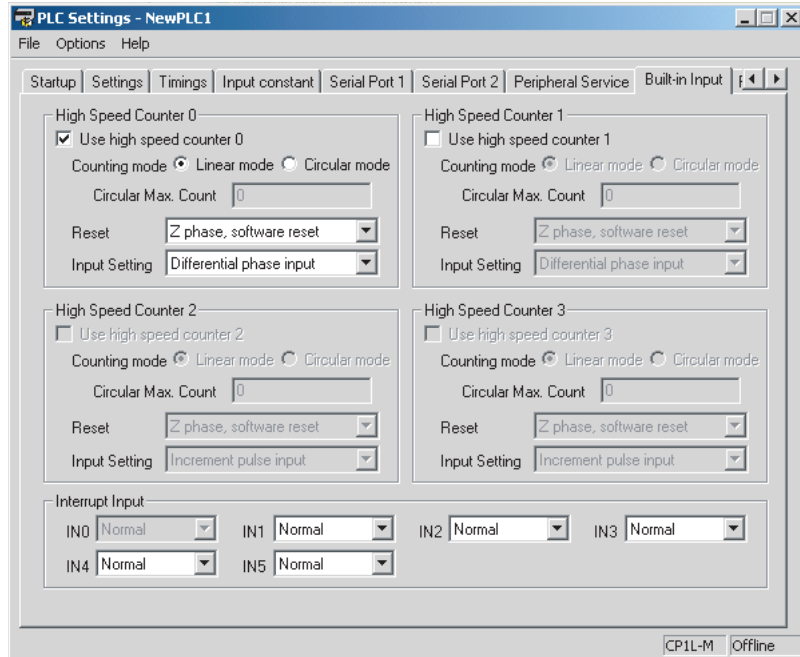 PLC Settings - NewPLC1
File Options Help
Startup Settings Timings Input constant Serial Port 1 Serial Port 2 Peripheral Service Built-in Input
High Speed Counter 0
Use high speed counter 0
Counting mode Linear mode Circular mode
Circular Max. Count 0
Reset Z phase, software reset
Input Setting Differential phase input
High Speed Counter 1
Use high speed counter 1
Counting mode Linear mode Circular mode
Circular Max. Count 0
Reset Z phase, software reset
Input Setting Differential phase input
High Speed Counter 2
Use high speed counter 2
Counting mode Linear mode Circular mode
Circular Max. Count 0
Reset Z phase, software reset
Input Setting Increment pulse input
High Speed Counter 3
Use high speed counter 3
Counting mode Linear mode Circular mode
Circular Max. Count 0
Reset Z phase, software reset
Input Setting Increment pulse input
Interrupt Input
IN0 Normal IN1 Normal IN2 Normal IN3 Normal
IN4 Normal IN5 Normal
CP1L-M Offline